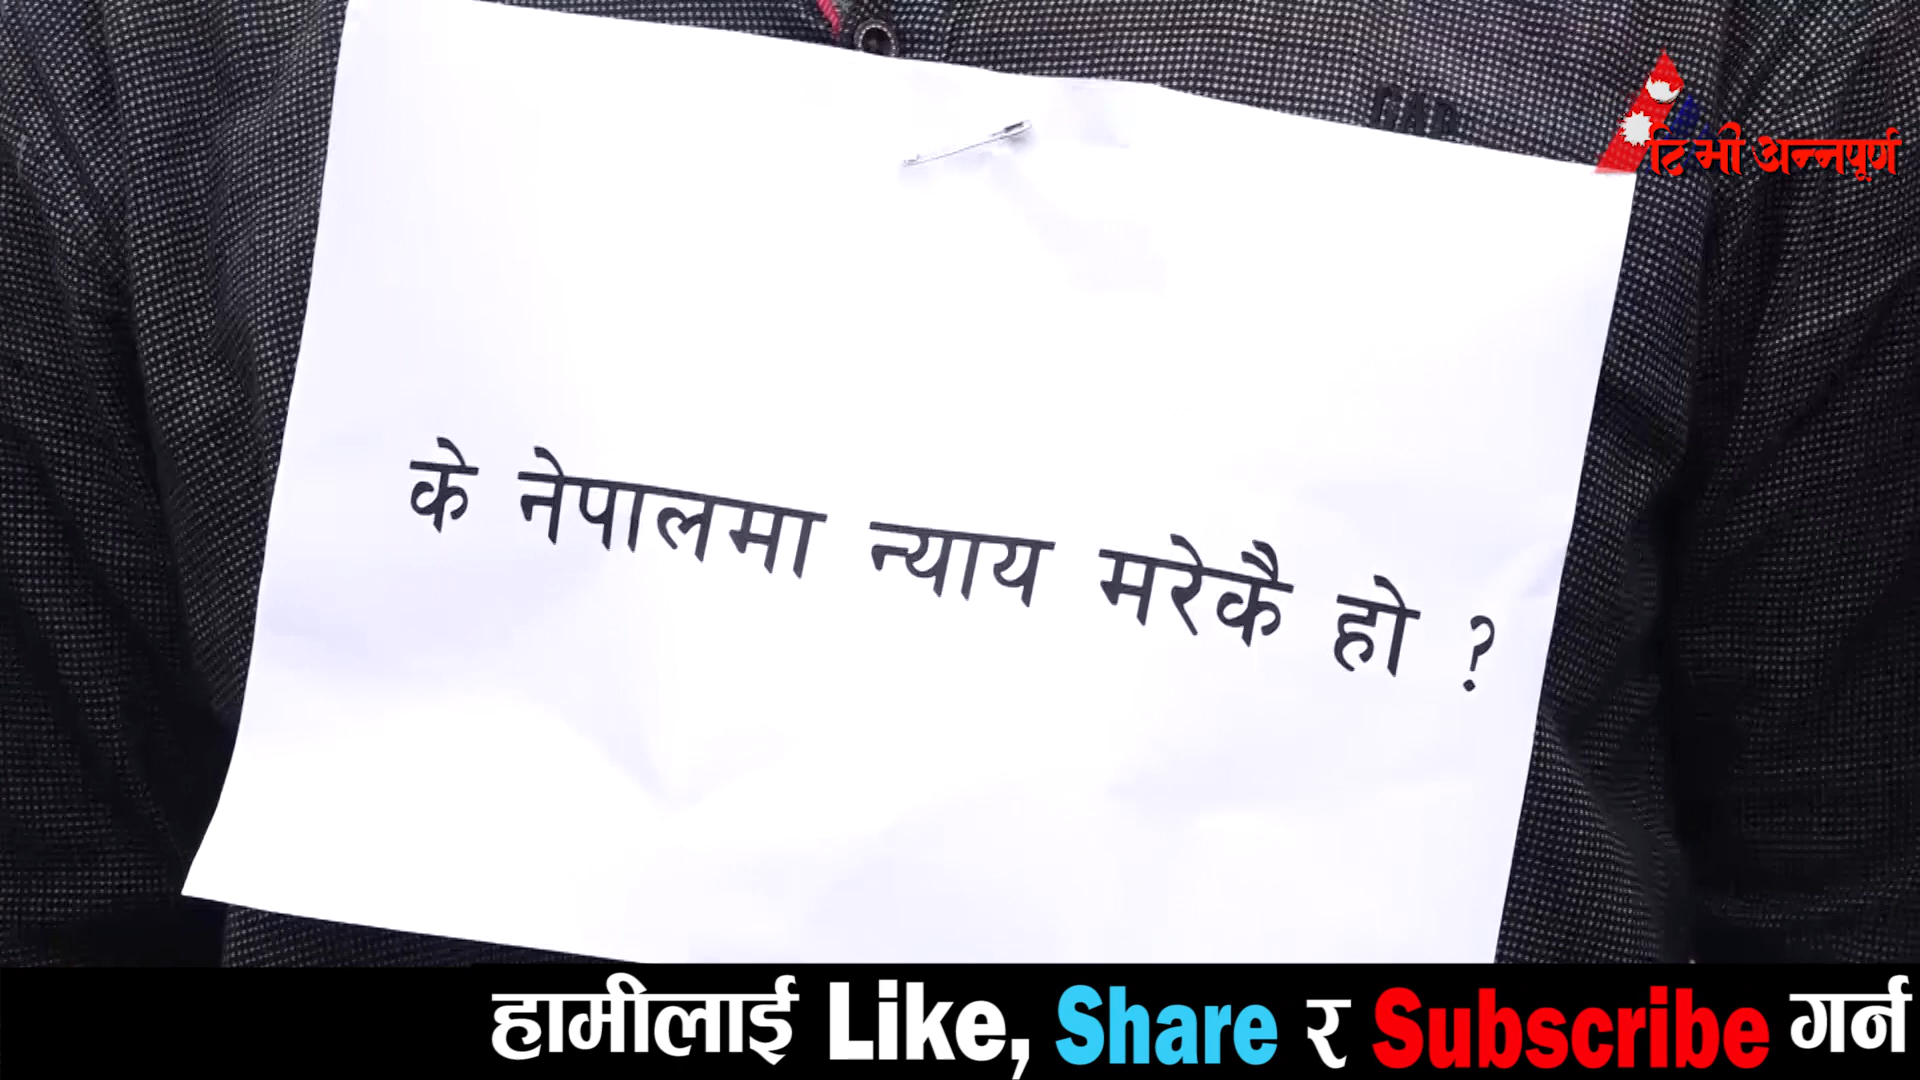 टि भी अन्नपूर्ण
के नेपालमा न्याय मरेकै हो ?
हामीलाई Like, Share र Subscribe गर्न